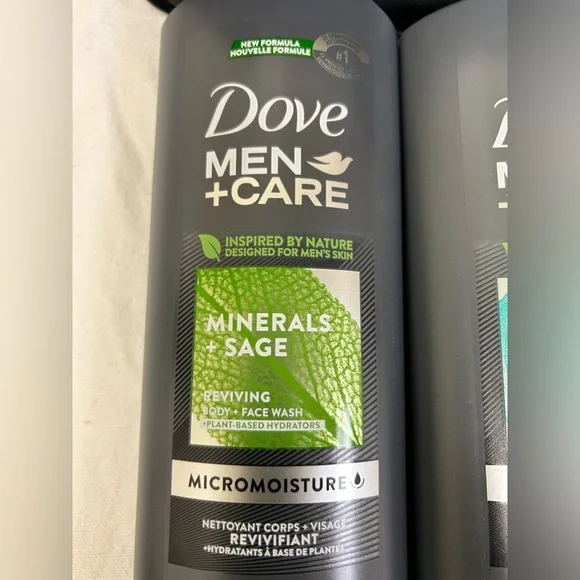 NEW FORMULA
NOUVELLE FORMULE
#1
Dove
MEN
+CARE
INSPIRED BY NATURE
DESIGNED FOR MEN'S SKIN
MINERALS
+ SAGE
REVIVING
BODY + FACE WASH
+PLANT-BASED HYDRATORS
MICROMOISTURE
NETTOYANT CORPS + VISAGE
REVIVIFIANT
+HYDRATANTS À BASE DE PLANTES